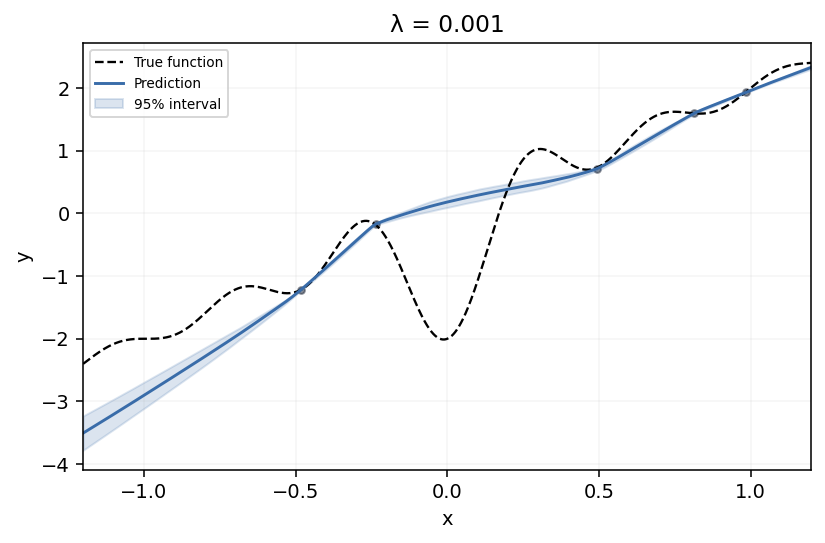 λ = 0.001
True function
Prediction
95% interval
y
2
1
0
−1
−2
−3
−4
−1.0 −0.5 0.0 0.5 1.0
x